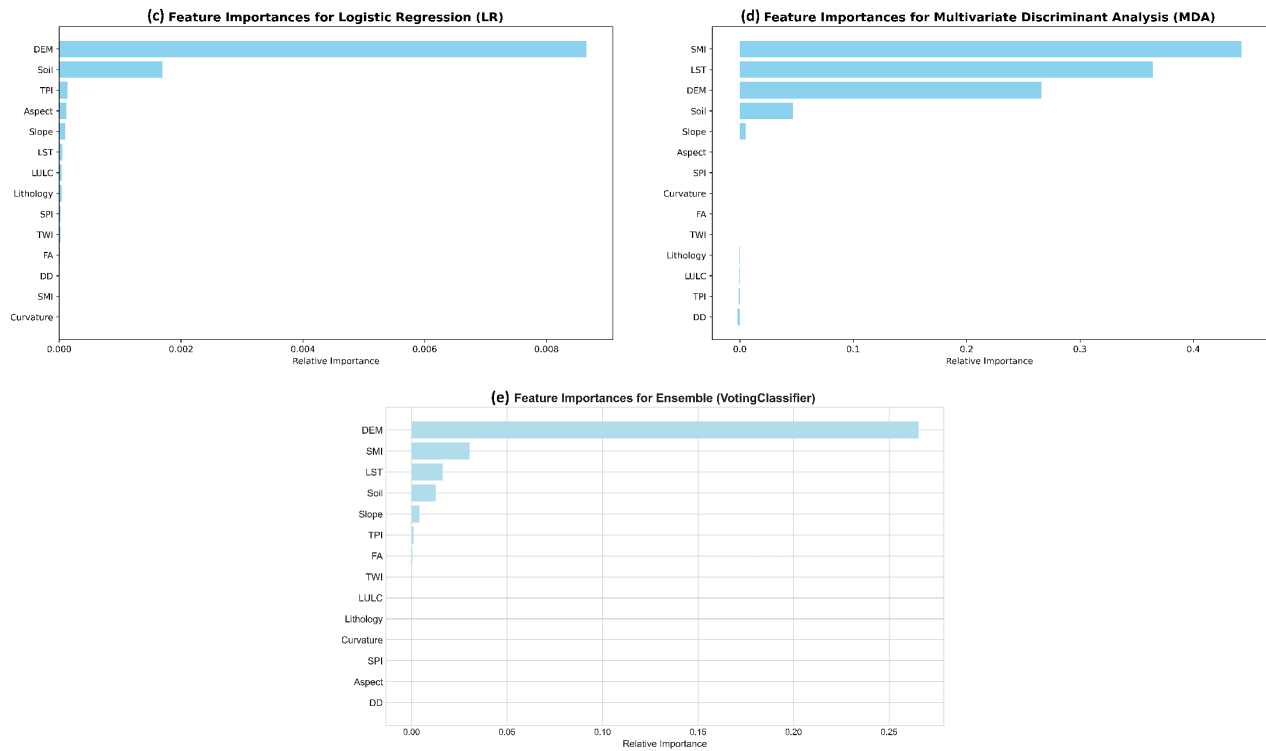 (c) Feature Importances for Logistic Regression (LR)
DEM
Soil
TPI
Aspect
Slope
LST
LULC
Lithology
SPI
TWI
FA
DD
SMI
Curvature
0.000 0.002 0.004 0.006 0.008
Relative Importance
(d) Feature Importances for Multivariate Discriminant Analysis (MDA)
SMI
LST
DEM
Soil
Slope
Aspect
SPI
Curvature
FA
TWI
Lithology
LULC
TPI
DD
0.0 0.1 0.2 0.3 0.4
Relative Importance
(e) Feature Importances for Ensemble (VotingClassifier)
DEM
SMI
LST
Soil
Slope
TPI
FA
TWI
LULC
Lithology
Curvature
SPI
Aspect
DD
0.00 0.05 0.10 0.15 0.20 0.25
Relative Importance